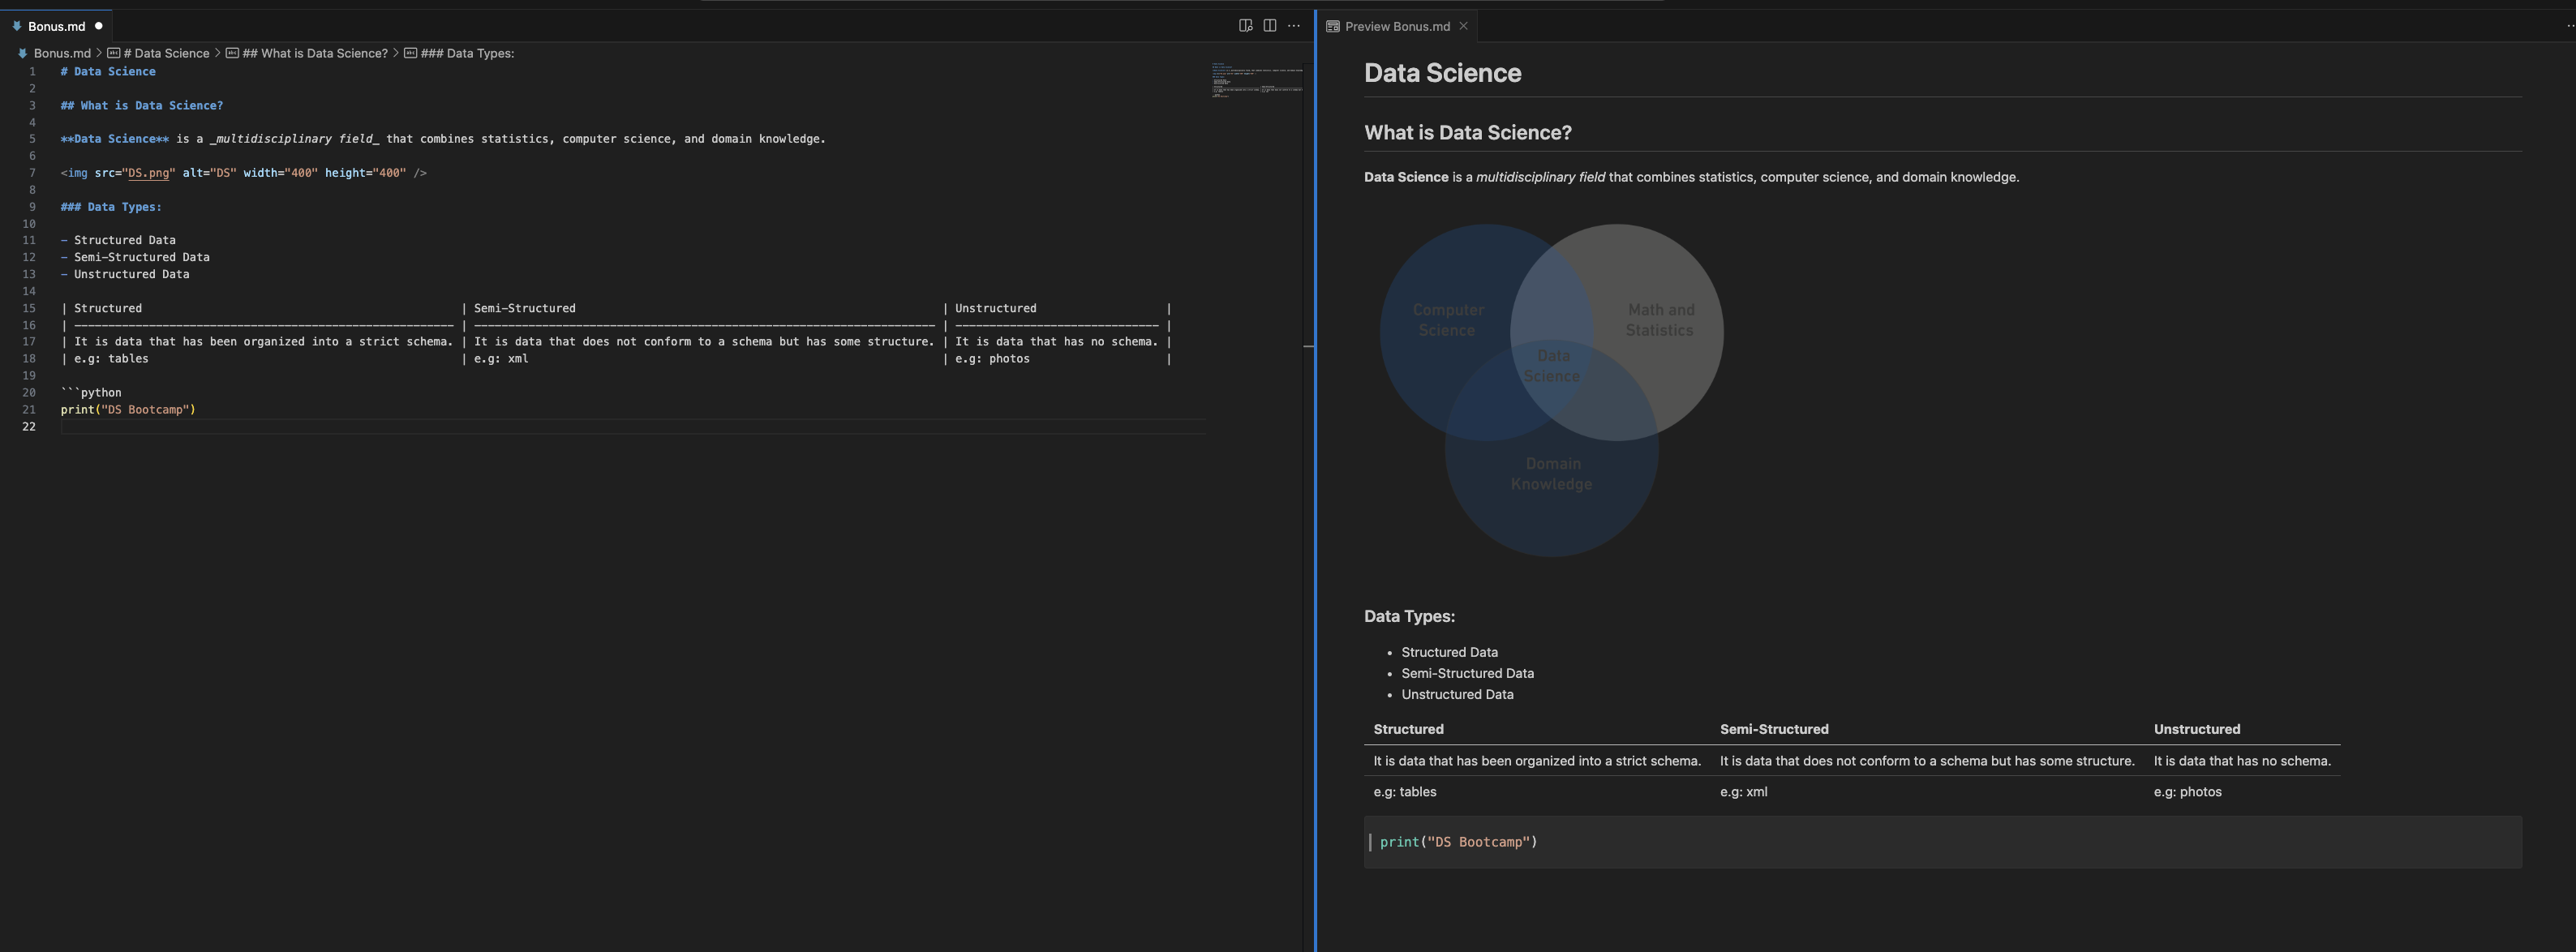 Bonus.md
Bonus.md > # Data Science > ## What is Data Science? > ### Data Types:
1 # Data Science
2
3 ## What is Data Science?
4
5 **Data Science** is a _multidisciplinary field_ that combines statistics, computer science, and domain knowledge.
6
7 <img src="DS.png" alt="DS" width="400" height="400" />
8
9 ### Data Types:
10
11 - Structured Data
12 - Semi-Structured Data
13 - Unstructured Data
14
15 | Structured | Semi-Structured | Unstructured |
16 | -------------------------------------------------------- | -------------------------------------------------------------------- | ------------------------------ |
17 | It is data that has been organized into a strict schema. | It is data that does not conform to a schema but has some structure. | It is data that has no schema. |
18 | e.g: tables | e.g: xml | e.g: photos |
19
20 ```python
21 print("DS Bootcamp")
22
Preview Bonus.md
Data Science
What is Data Science?
Data Science is a multidisciplinary field that combines statistics, computer science, and domain knowledge.
Computer
Science
Math and
Statistics
Data
Science
Domain
Knowledge
Data Types:
• Structured Data
• Semi-Structured Data
• Unstructured Data
Structured Semi-Structured Unstructured
It is data that has been organized into a strict schema. It is data that does not conform to a schema but has some structure. It is data that has no schema.
e.g: tables e.g: xml e.g: photos
print("DS Bootcamp")